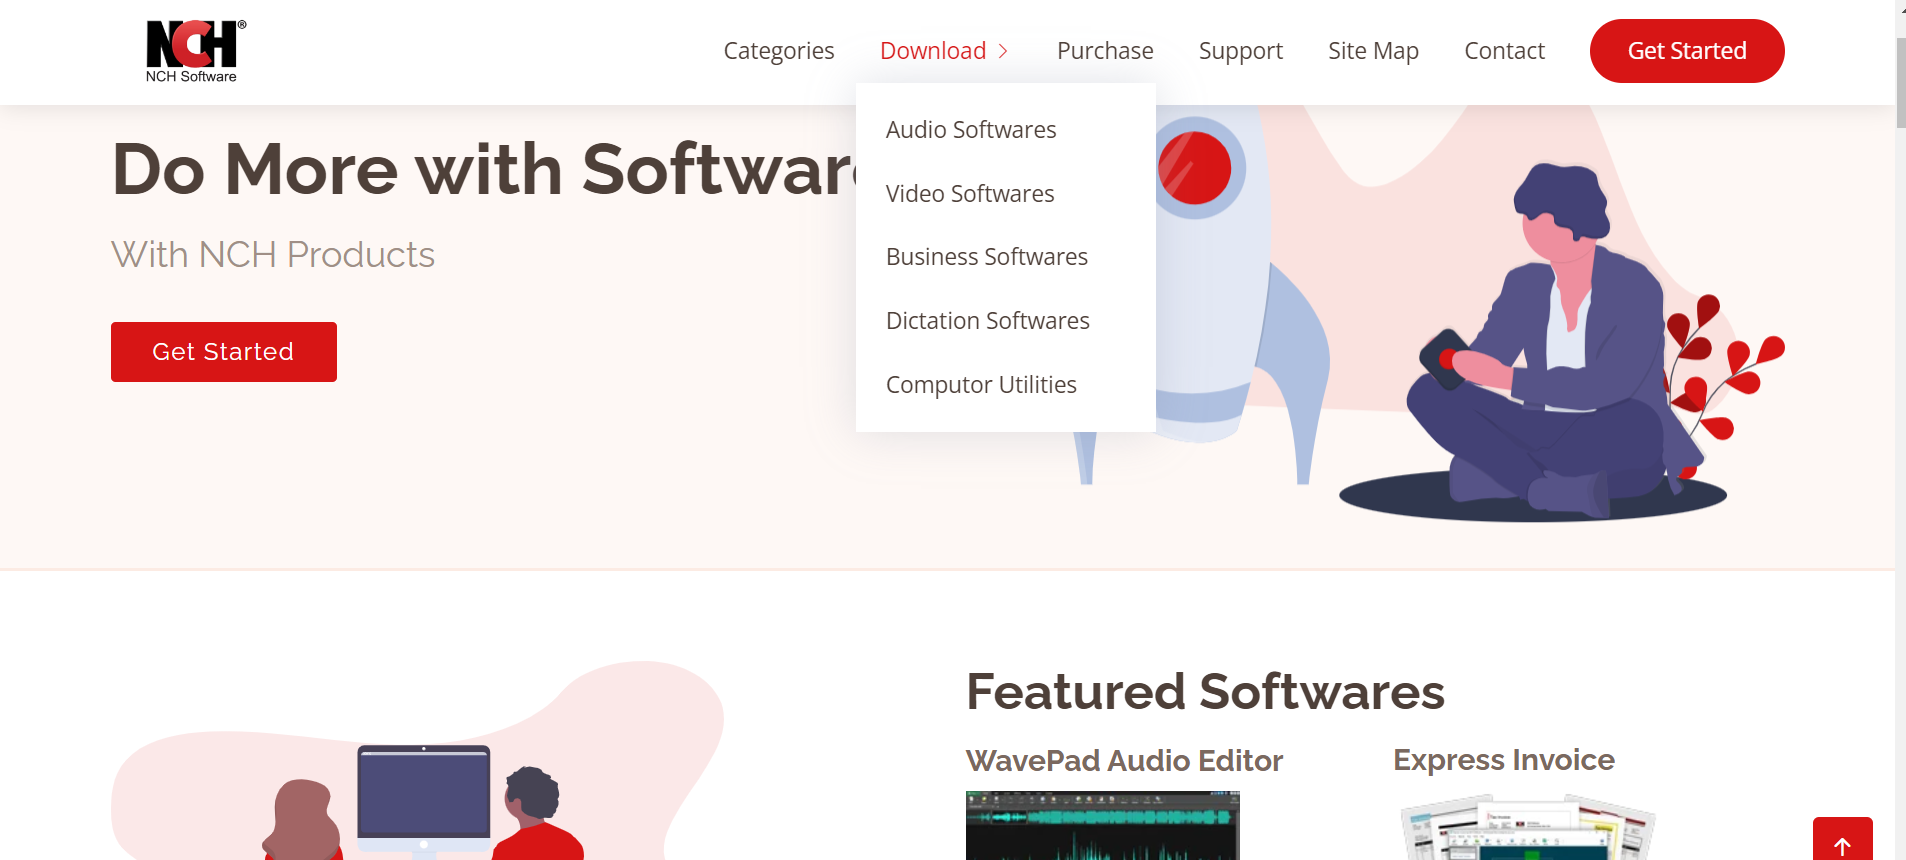 NCH®
NCH Software
Categories
Download
Purchase
Support
Site Map
Contact
Get Started
Audio Softwares
Video Softwares
Business Softwares
Dictation Softwares
Computor Utilities
Do More with Softwar
With NCH Products
Get Started
Featured Softwares
WavePad Audio Editor
Express Invoice